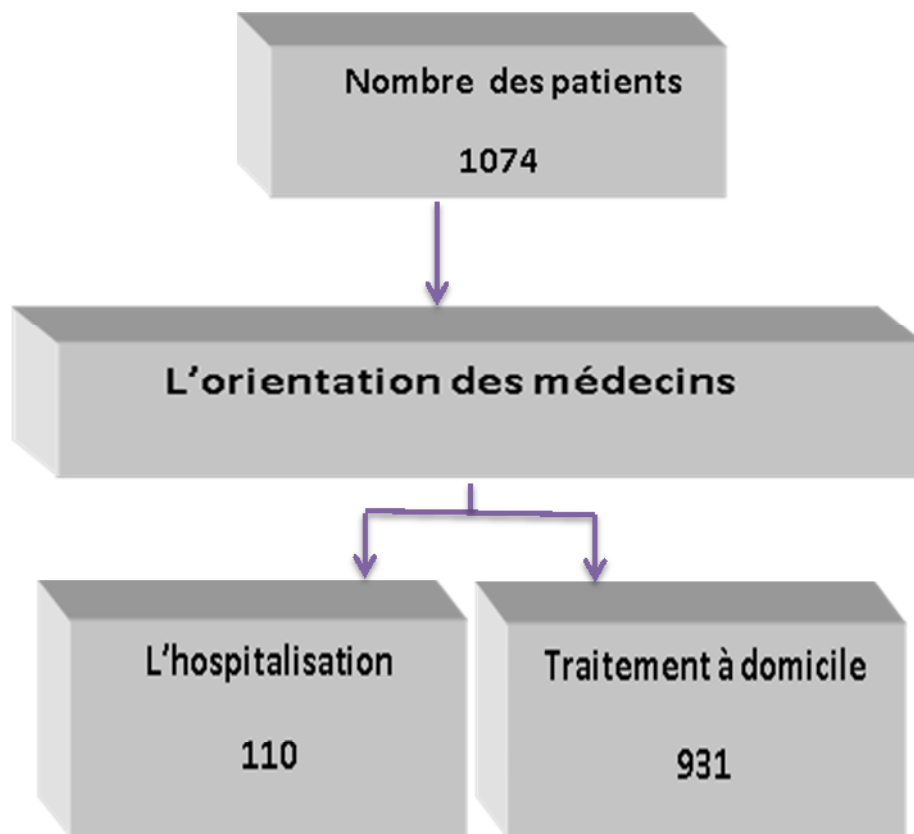 Nombre des patients
1074
L'orientation des médecins
L'hospitalisation
110
Traitement à domicile
931